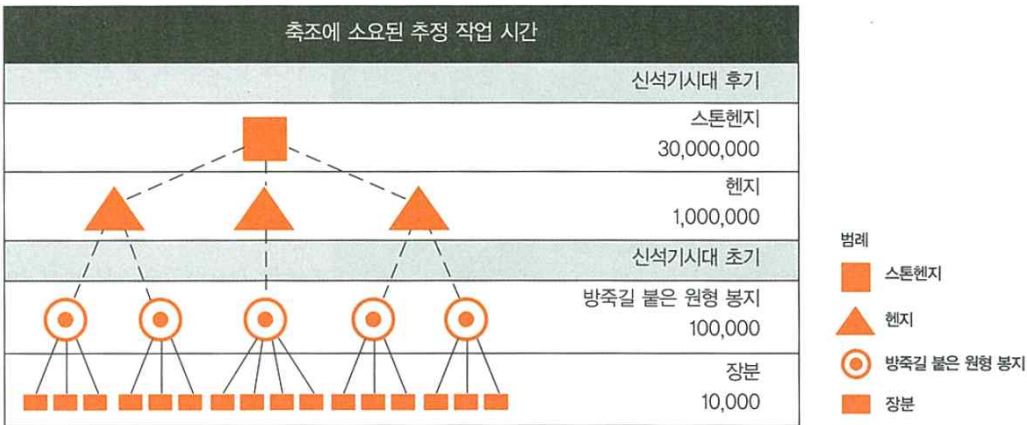 축조에 소요된 추정 작업 시간
신석기시대 후기
스톤헨지
30,000,000
헨지
1,000,000
신석기시대 초기
방죽길 붙은 원형 봉지
100,000
장분
10,000
범례
스톤헨지
헨지
방죽길 붙은 원형 봉지
장분